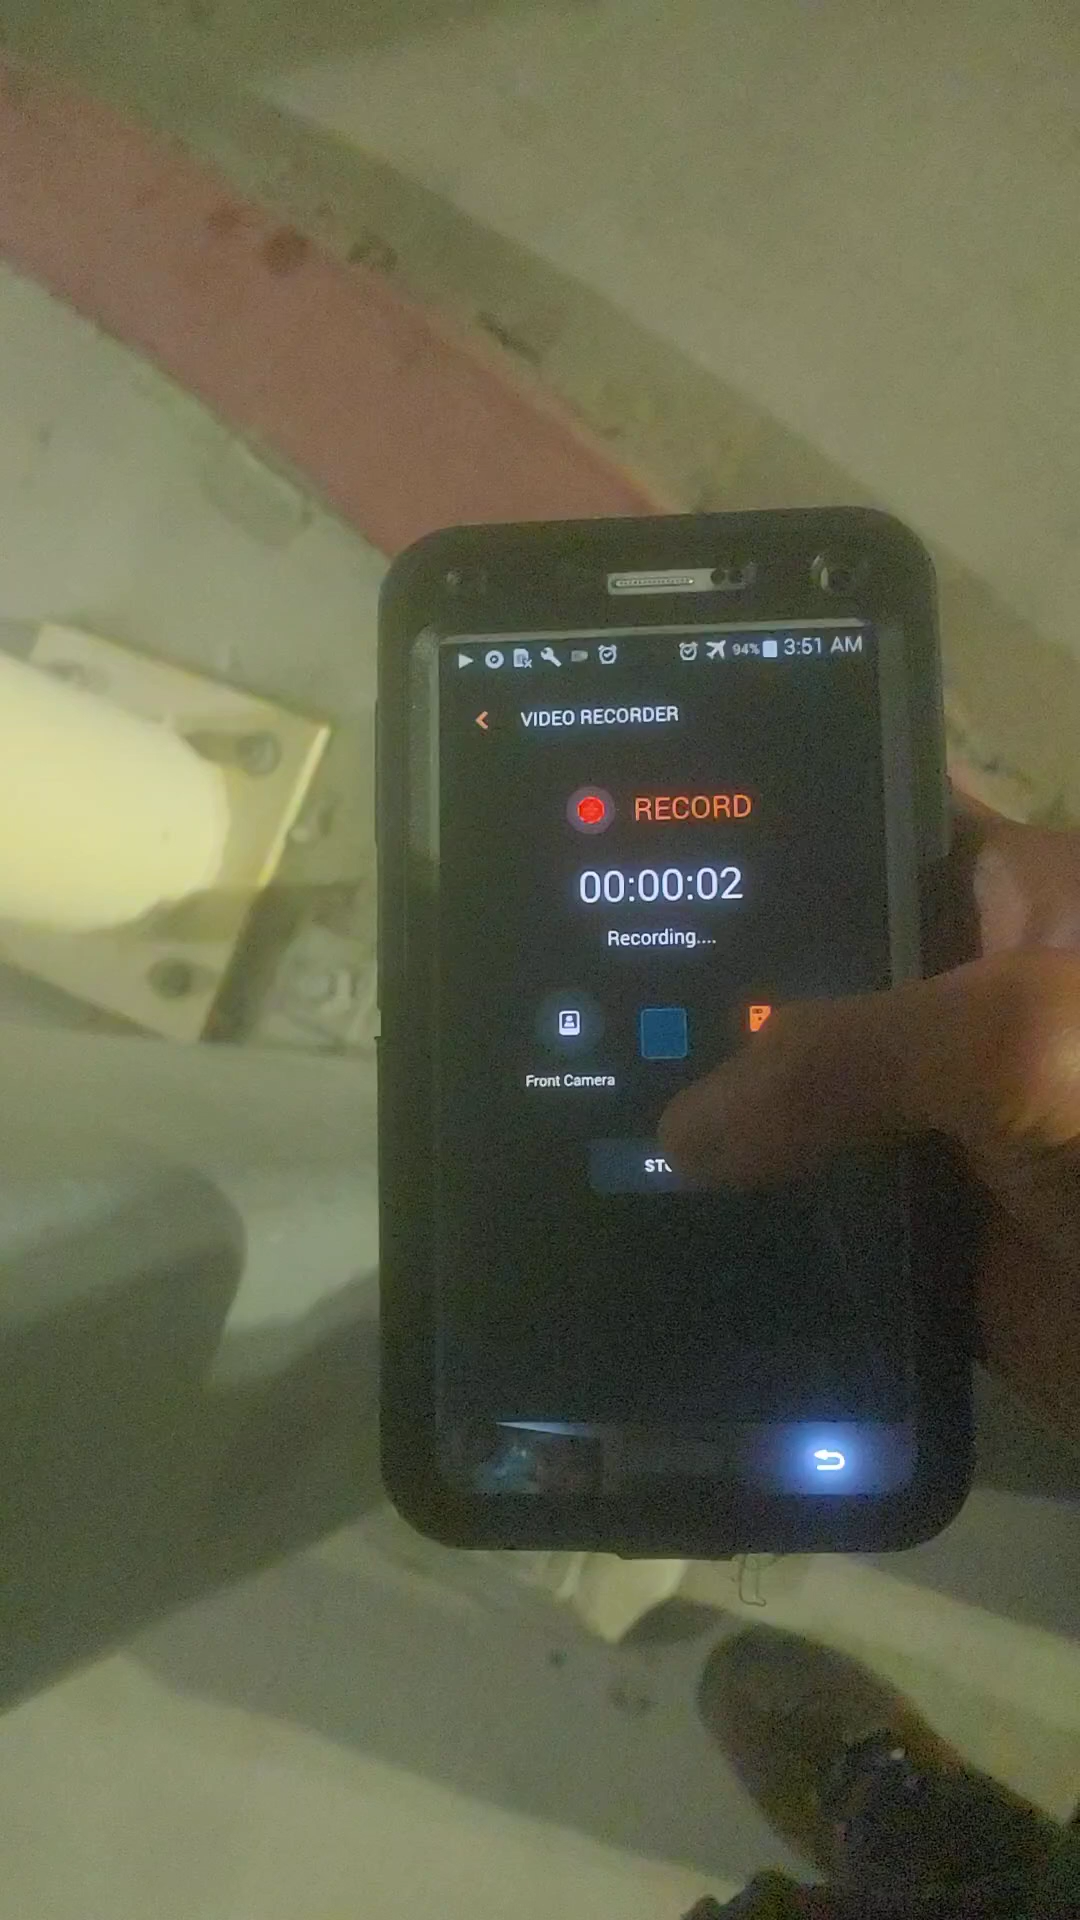 94% 3:51 AM
VIDEO RECORDER
RECORD
00:00:02
Recording....
Front Camera